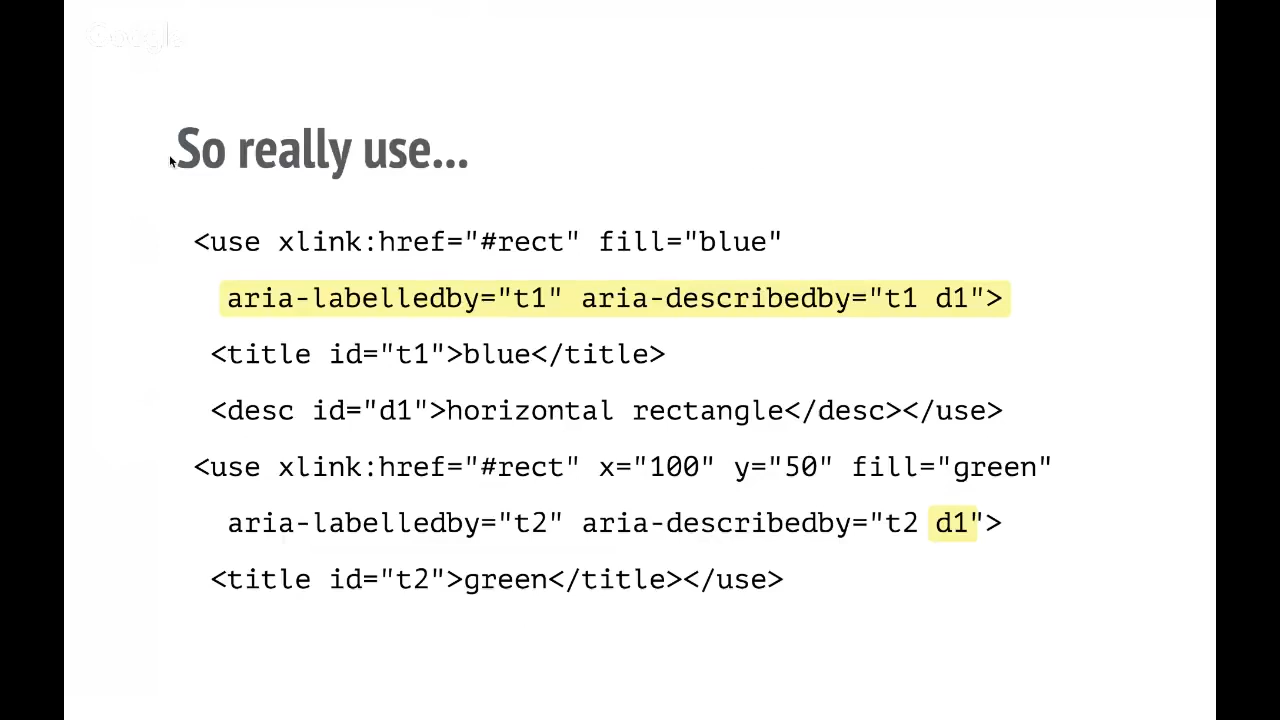 Google
So really use...
<use xlink:href="#rect" fill="blue"
aria-labelledby="t1" aria-describedby="t1 d1">
<title id="t1">blue</title>
<desc id="d1">horizontal rectangle</desc></use>
<use xlink:href="#rect" x="100" y="50" fill="green"
aria-labelledby="t2" aria-describedby="t2 d1">
<title id="t2">green</title></use>